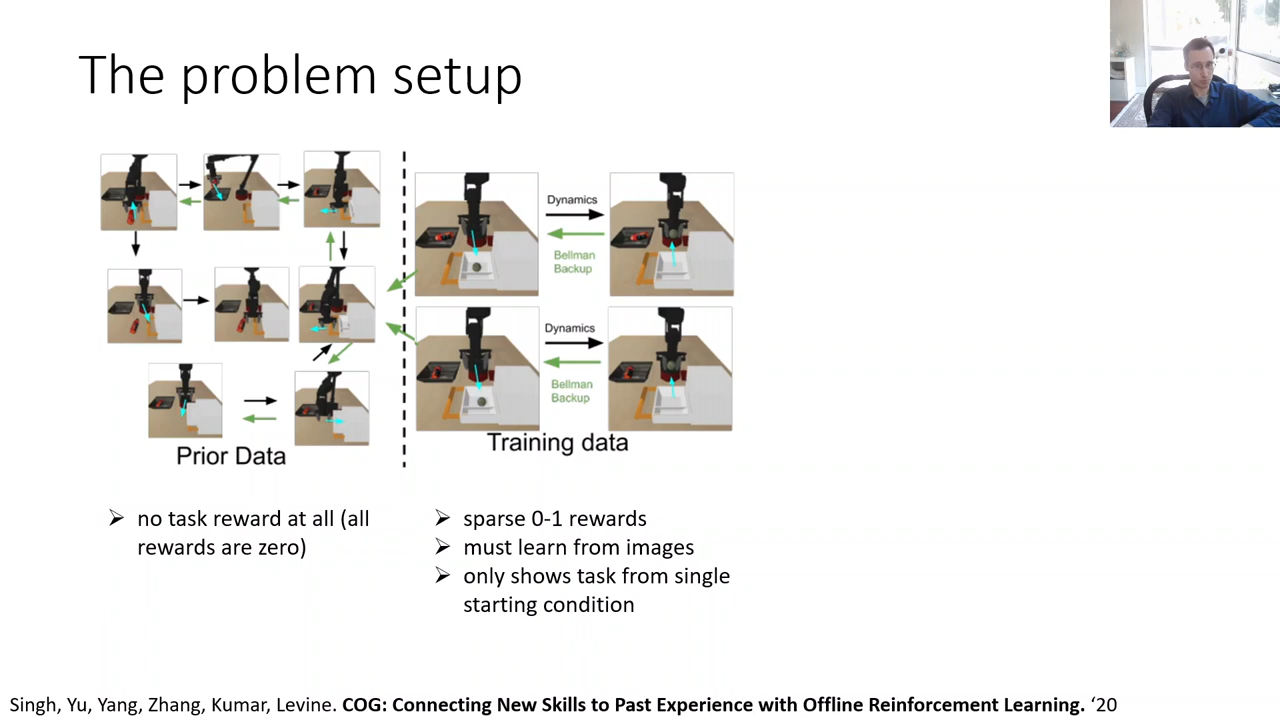 The problem setup
Dynamics
Bellman
Backup
Dynamics
Bellman
Backup
Prior Data
Training data
➢ no task reward at all (all
rewards are zero)
➢ sparse 0-1 rewards
➢ must learn from images
➢ only shows task from single
starting condition
Singh, Yu, Yang, Zhang, Kumar, Levine. COG: Connecting New Skills to Past Experience with Offline Reinforcement Learning. ‘20